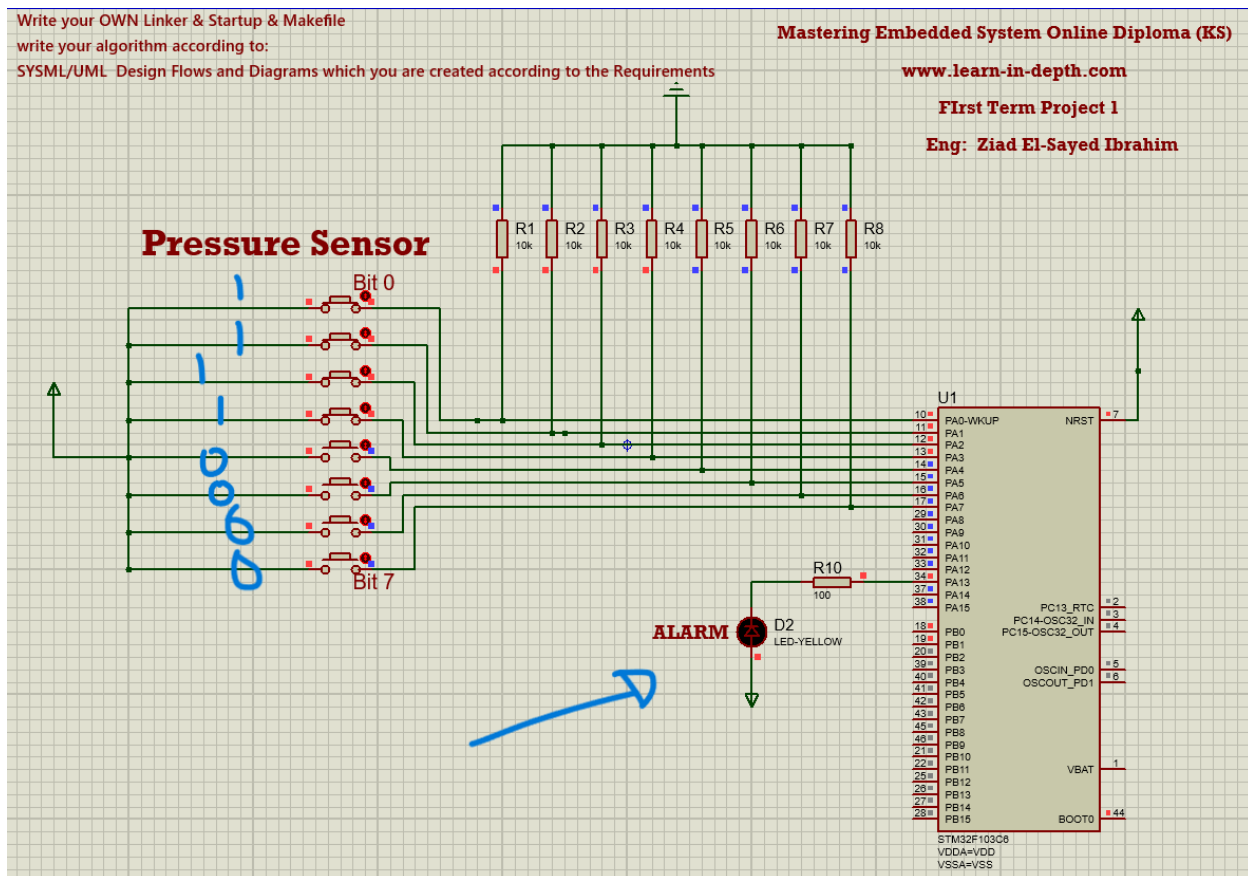 Write your OWN Linker & Startup & Makefile
write your algorithm according to:
SYSML/UML Design Flows and Diagrams which you are created according to the Requirements
Mastering Embedded System Online Diploma (KS)
www.learn-in-depth.com
FIrst Term Project 1
Eng: Ziad El-Sayed Ibrahim
R1
10k
R2
10k
R3
10k
R4
10k
R5
10k
R6
10k
R7
10k
R8
10k
Pressure Sensor
Bit 0
1
1
1
1
0
0
0
0
Bit 7
U1
10 PA0-WKUP
11 PA1
12 PA2
13 PA3
14 PA4
15 PA5
16 PA6
17 PA7
29 PA8
30 PA9
31 PA10
32 PA11
33 PA12
34 PA13
37 PA14
38 PA15
18 PB0
19 PB1
20 PB2
39 PB3
40 PB4
41 PB5
42 PB6
43 PB7
45 PB8
46 PB9
21 PB10
22 PB11
25 PB12
26 PB13
27 PB14
28 PB15
NRST 7
PC13_RTC 2
PC14-OSC32_IN 3
PC15-OSC32_OUT 4
OSCIN_PD0 5
OSCOUT_PD1 6
VBAT 1
BOOT0 44
STM32F103C6
VDDA=VDD
VSSA=VSS
R10
100
ALARM
D2
LED-YELLOW